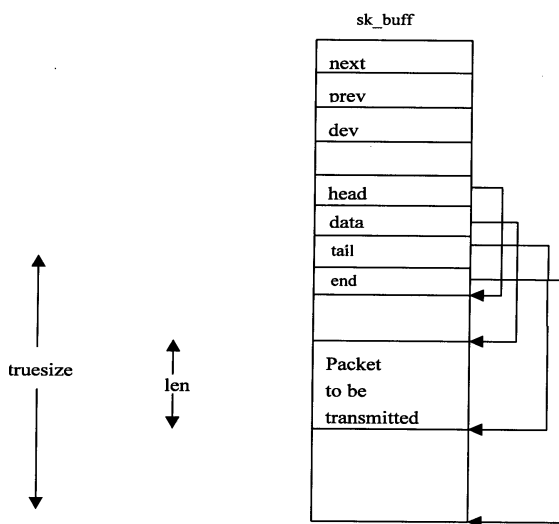 sk_buff
next
prev
dev
head
data
tail
end
truesize
len
Packet
to be
transmitted